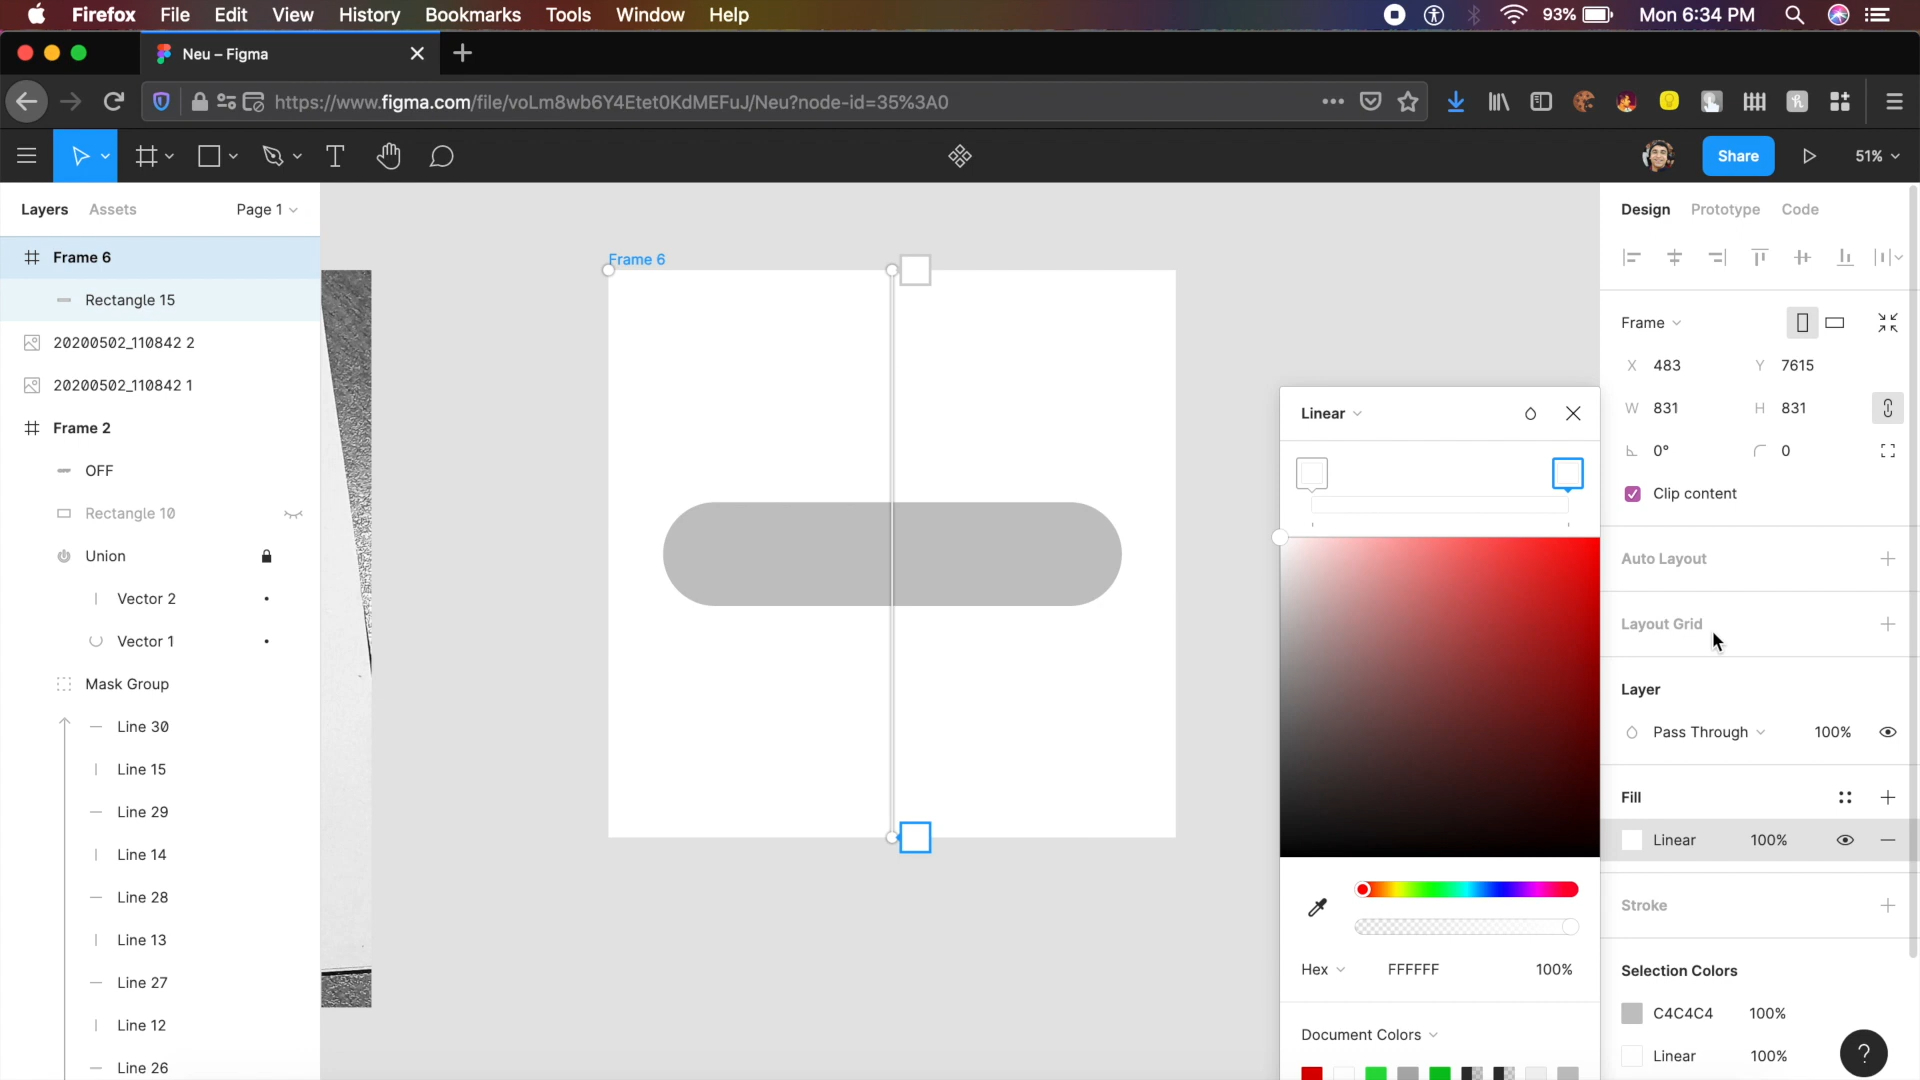 Firefox File Edit View History Bookmarks Tools Window Help 93% Mon 6:34 PM
Neu – Figma
https://www.figma.com/file/voLm8wb6Y4Etet0KdMEFuJ/Neu?node-id=35%3A0
Share 51%
Layers Assets Page 1
Frame 6
Rectangle 15
20200502_110842 2
20200502_110842 1
Frame 2
OFF
Rectangle 10
Union
Vector 2
Vector 1
Mask Group
Line 30
Line 15
Line 29
Line 14
Line 28
Line 13
Line 27
Line 12
Line 26
Frame 6
Linear
Hex FFFFFF 100%
Document Colors
Design Prototype Code
Frame
X 483 Y 7615
W 831 H 831
0° 0
Clip content
Auto Layout
Layout Grid
Layer
Pass Through 100%
Fill
Linear 100%
Stroke
Selection Colors
C4C4C4 100%
Linear 100%
?